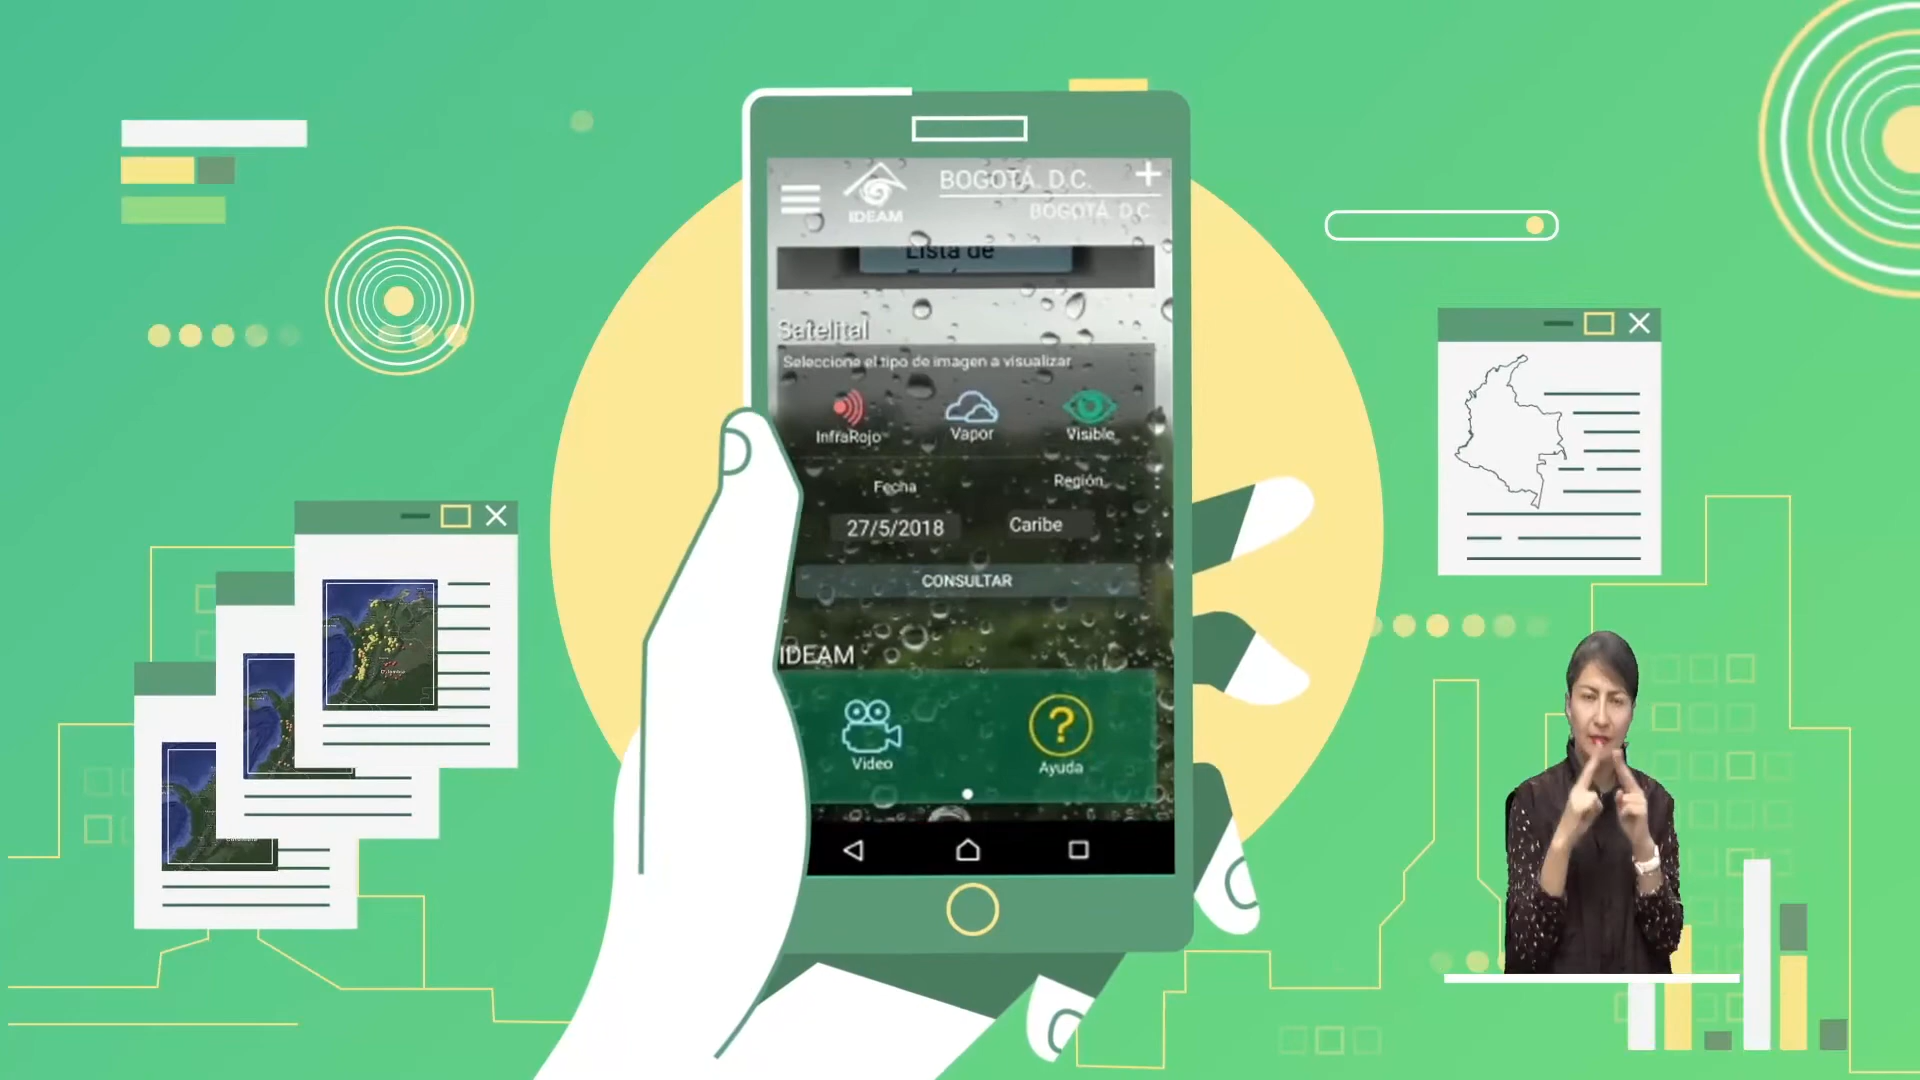 BOGOTÁ. D.C.
BOGOTÁ. D.C
IDEAM
Lista de
Satelital
Seleccione el tipo de imagen a visualizar
InfraRojo
Vapor
Visible
Fecha
Región
27/5/2018
Caribe
CONSULTAR
IDEAM
Video
Ayuda